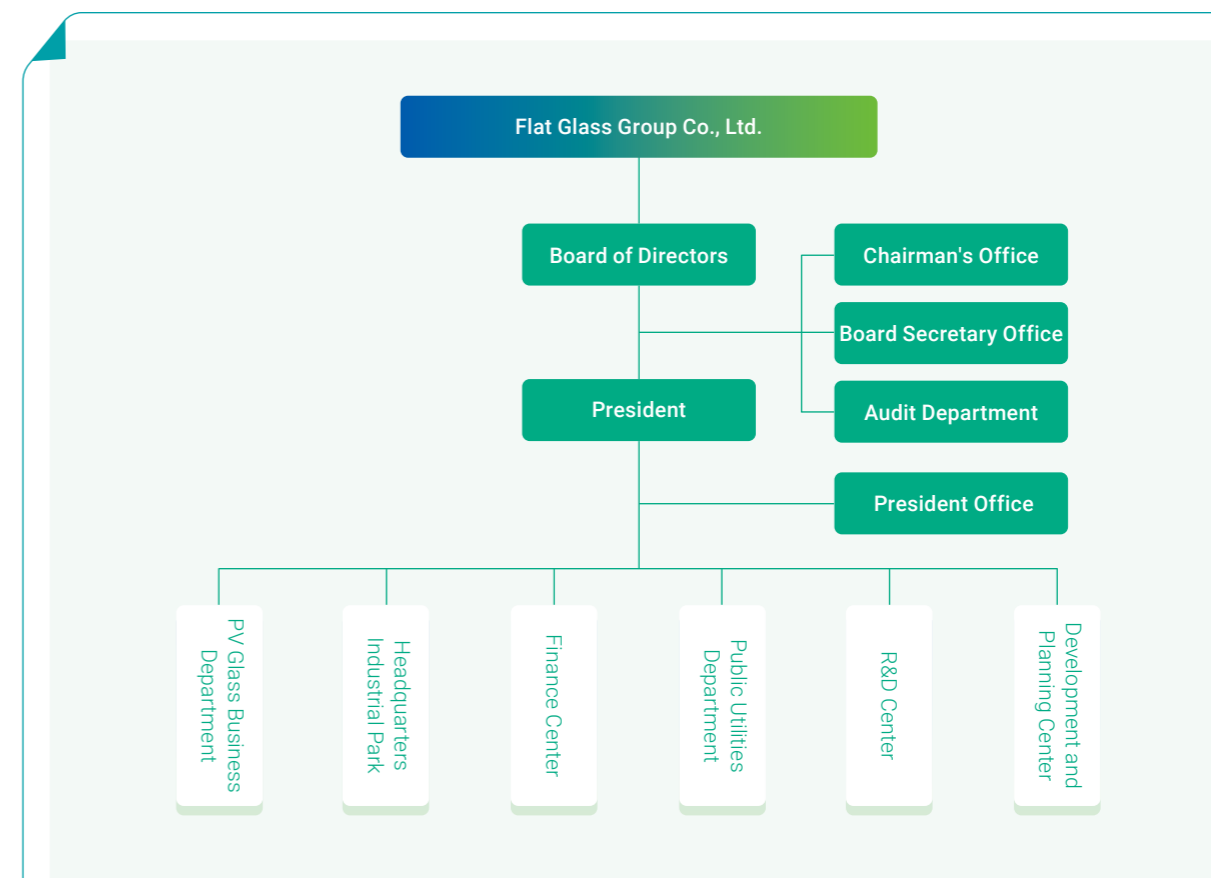 Flat Glass Group Co., Ltd.
Board of Directors
Chairman's Office
Board Secretary Office
President
Audit Department
President Office
PV Glass Business
Department
Headquarters
Industrial Park
Finance Center
Public Utilities
Department
R&D Center
Development and
Planning Center